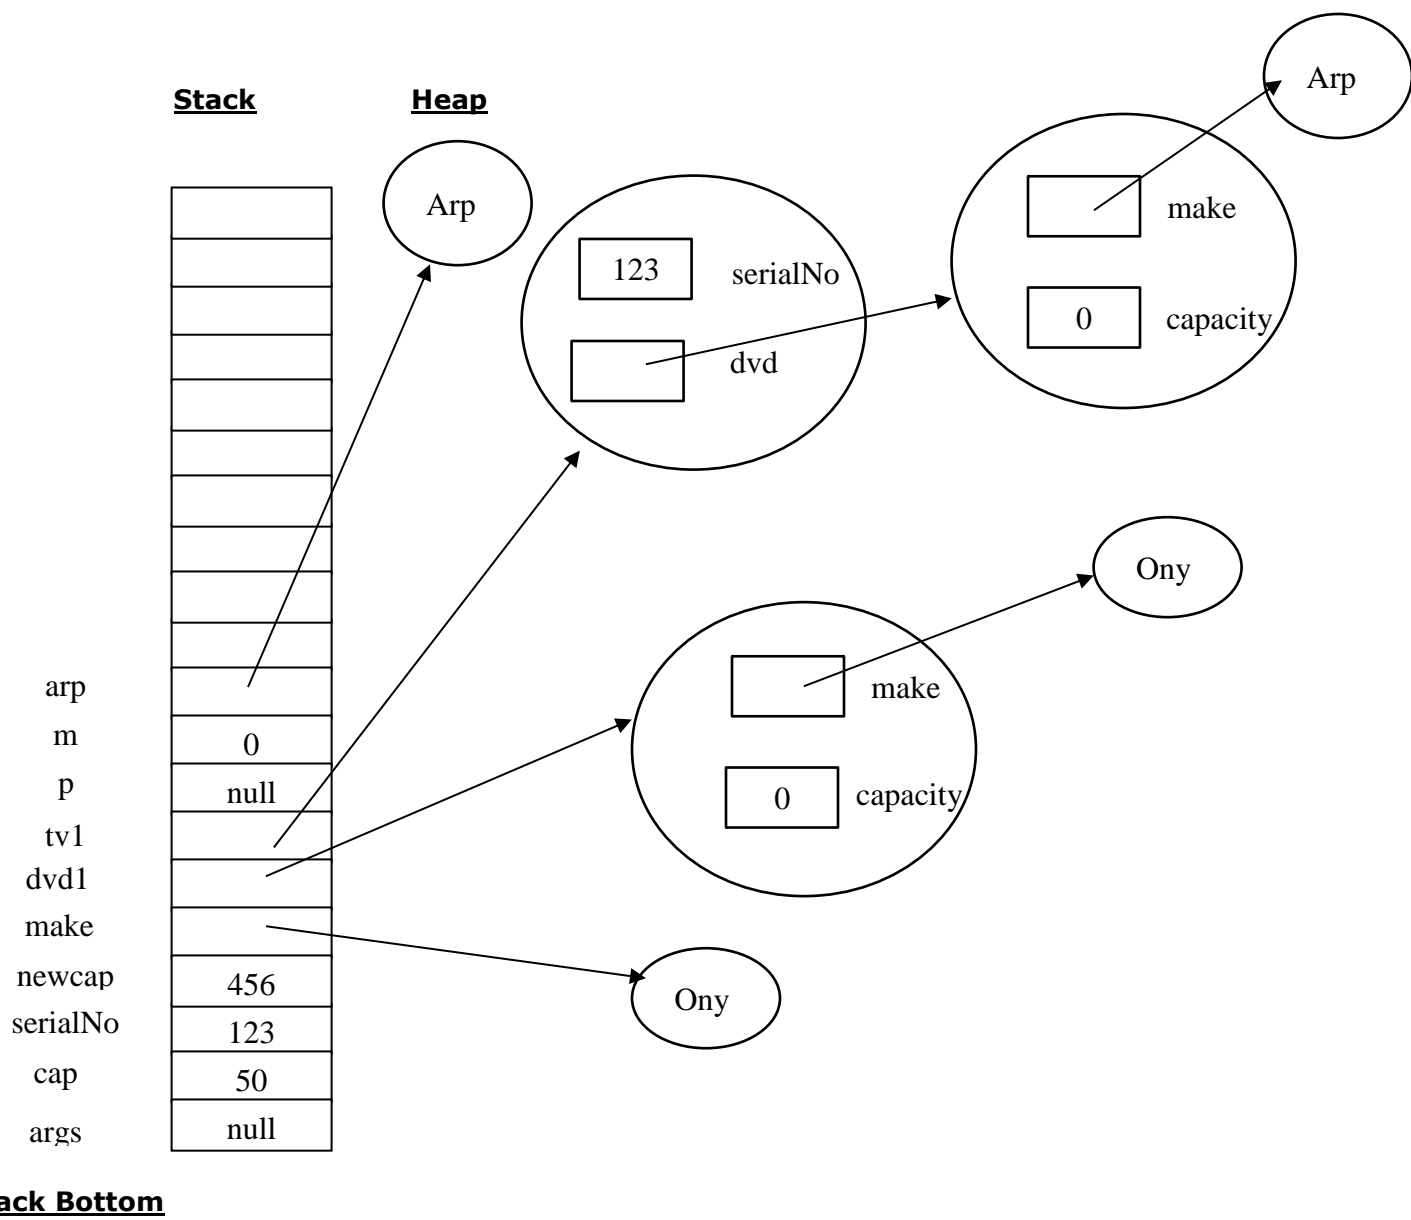 Stack Heap
Arp
Arp
make
123 serialNo
0 capacity
dvd
Ony
arp
make
m 0
p null
0 capacity
tv1
dvd1
make
newcap 456
Ony
serialNo 123
cap 50
args null
ack Bottom